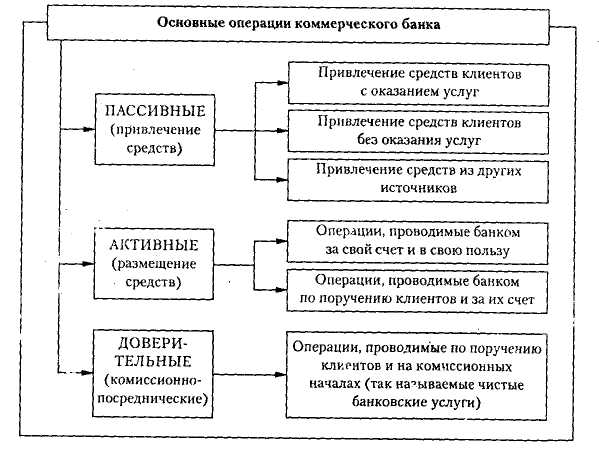 Основные операции коммерческого банка
ПАССИВНЫЕ
(привлечение
средств)
Привлечение средств клиентов
с оказанием услуг
Привлечение средств клиентов
без оказания услуг
Привлечение средств из других
источников
АКТИВНЫЕ
(размещение
средств)
Операции, проводимые банком
за свой счет и в свою пользу
Операции, проводимые банком
по поручению клиентов и за их счет
ДОВЕРИ-
ТЕЛЬНЫЕ
(комиссионно-
посреднические)
Операции, проводимые по поручению
клиентов и на комиссионных
началах (так называемые чистые
банковские услуги)